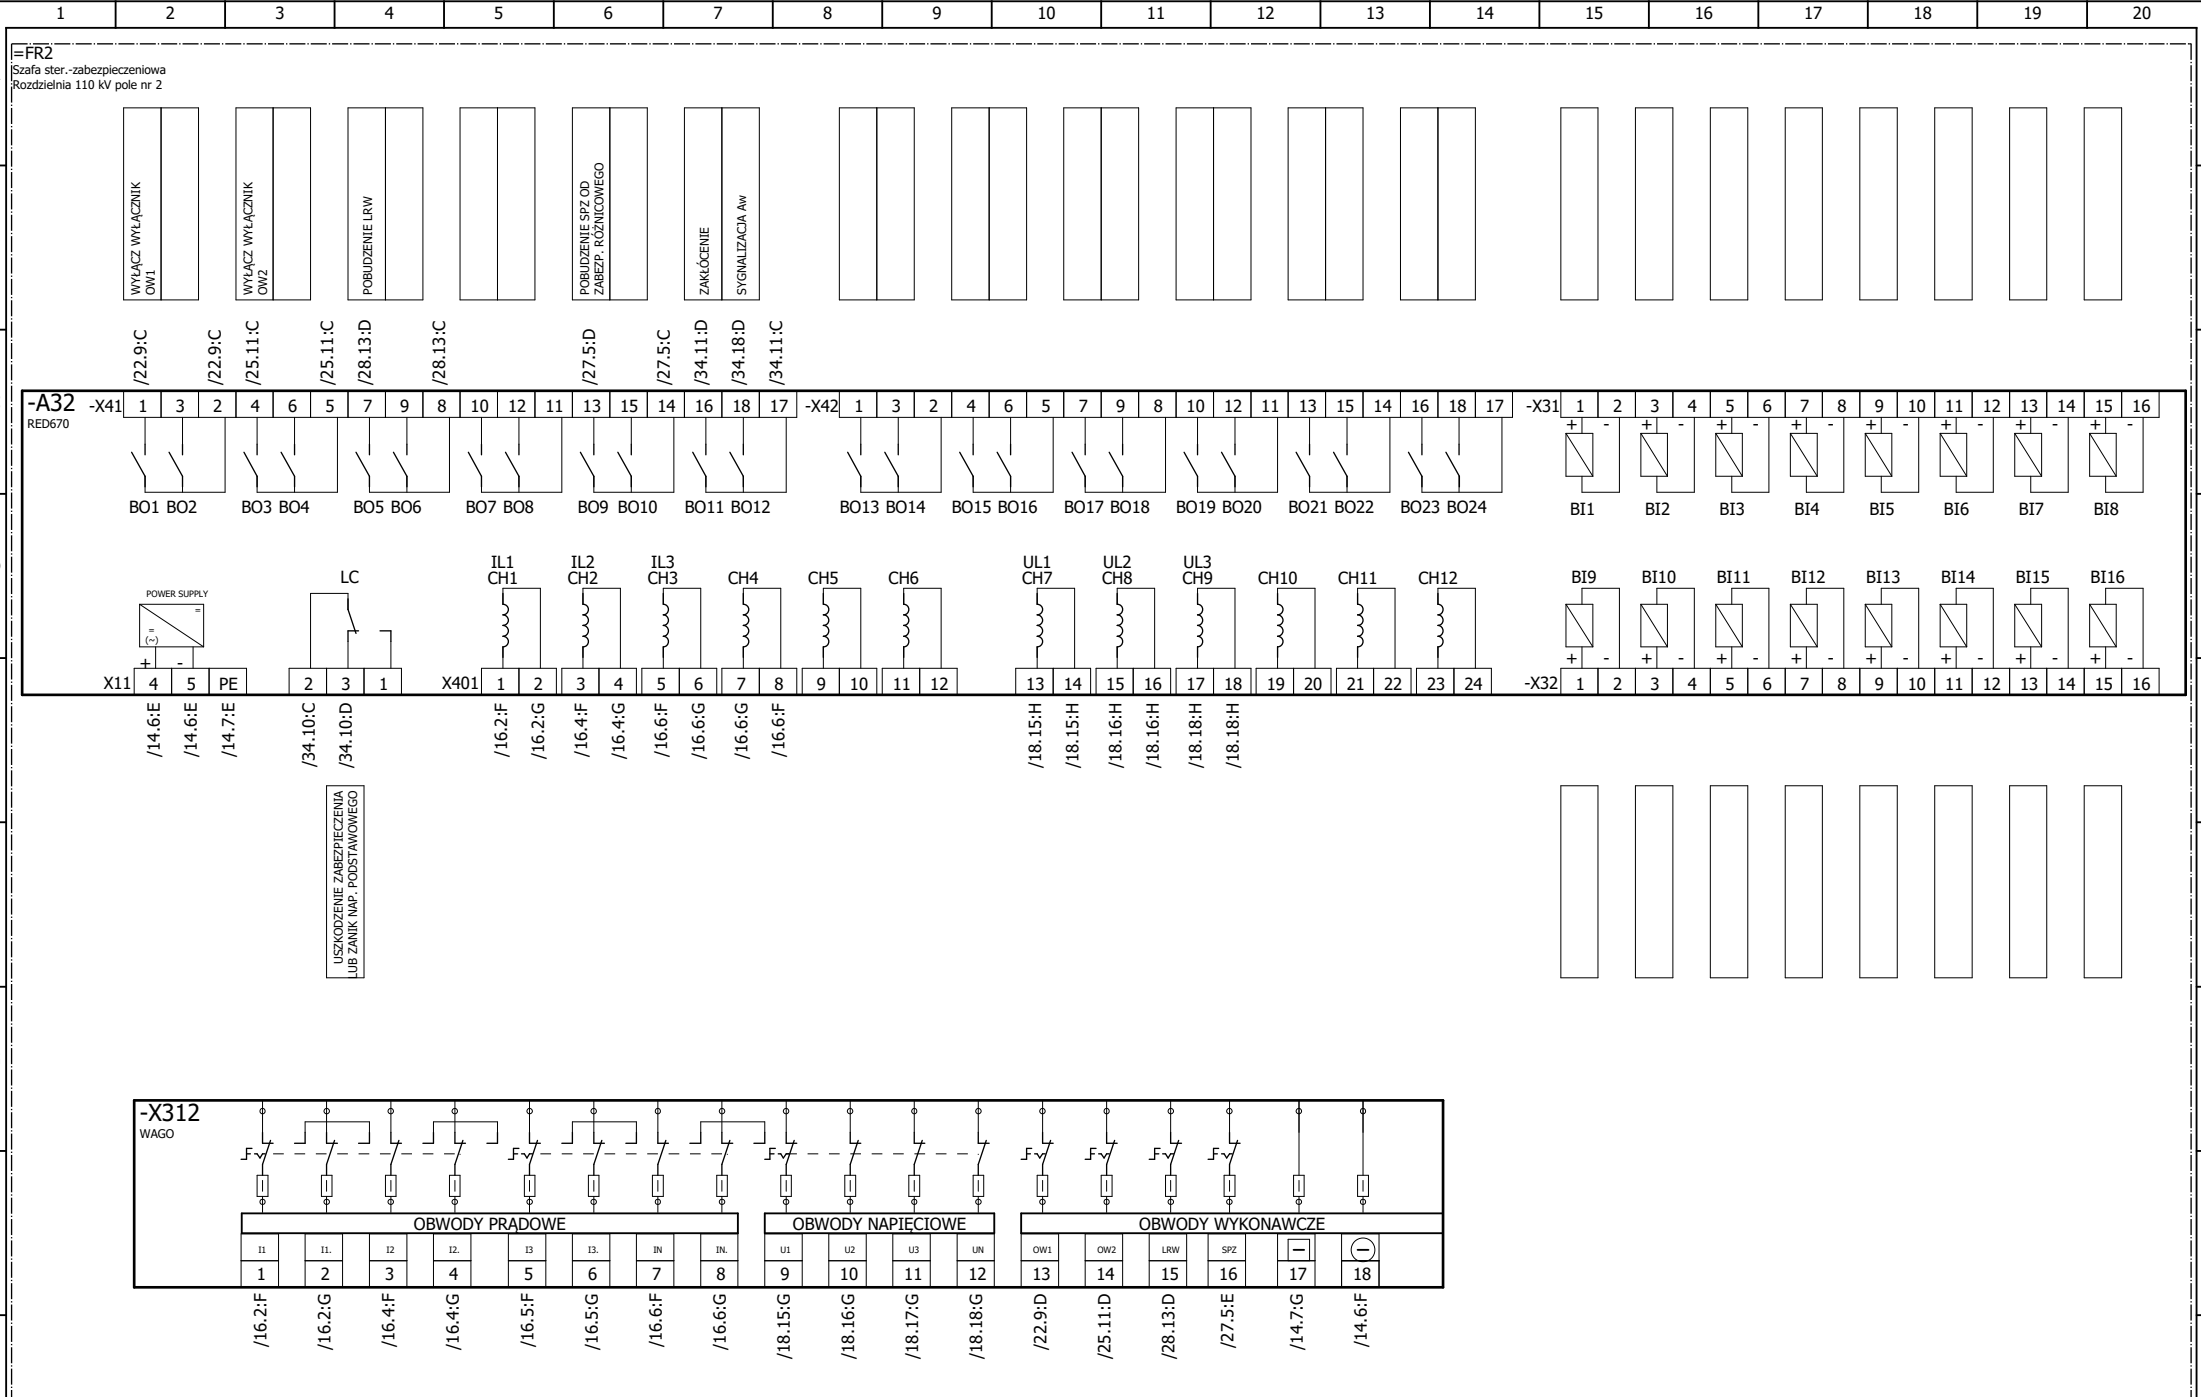 1 2 3 4 5 6 7 8 9 10 11 12 13 14 15 16 17 18 19 20
=FR2
Szafa ster.-zabezpieczeniowa
Rozdzielnia 110 kV pole nr 2
WYŁĄCZ WYŁĄCZNIK
OW1
WYŁĄCZ WYŁĄCZNIK
OW2
POBUDZENIE LRW
POBUDZENIE SPZ OD
ZABEZP. RÓŻNICOWEGO
ZAKŁÓCENIE
SYGNALIZACJA Aw
/22.9:C /22.9:C /25.11:C /25.11:C /28.13:D /28.13:C /27.5:D /27.5:C /34.11:D /34.18:D /34.11:C
-A32
RED670
-X41 1 3 2 4 6 5 7 9 8 10 12 11 13 15 14 16 18 17 -X42 1 3 2 4 6 5 7 9 8 10 12 11 13 15 14 16 18 17 -X31 1 2 3 4 5 6 7 8 9 10 11 12 13 14 15 16
+ - + - + - + - + - + - + - + -
BO1 BO2 BO3 BO4 BO5 BO6 BO7 BO8 BO9 BO10 BO11 BO12 BO13 BO14 BO15 BO16 BO17 BO18 BO19 BO20 BO21 BO22 BO23 BO24 BI1 BI2 BI3 BI4 BI5 BI6 BI7 BI8
IL1 IL2 IL3 UL1 UL2 UL3
LC CH1 CH2 CH3 CH4 CH5 CH6 CH7 CH8 CH9 CH10 CH11 CH12 BI9 BI10 BI11 BI12 BI13 BI14 BI15 BI16
POWER SUPPLY
=
=
(~)
+ - + - + - + - + - + - + - + - + -
X11 4 5 PE 2 3 1 X401 1 2 3 4 5 6 7 8 9 10 11 12 13 14 15 16 17 18 19 20 21 22 23 24 -X32 1 2 3 4 5 6 7 8 9 10 11 12 13 14 15 16
/14.6:E /14.6:E /14.7:E /34.10:C /34.10:D /16.2:F /16.2:G /16.4:F /16.4:G /16.6:F /16.6:G /16.6:G /16.6:F /18.15:H /18.15:H /18.16:H /18.16:H /18.18:H /18.18:H
USZKODZENIE ZABEZPIECZENIA
LUB ZANIK NAP. PODSTAWOWEGO
-X312
WAGO
OBWODY PRĄDOWE OBWODY NAPIĘCIOWE OBWODY WYKONAWCZE
I1 I1. I2 I2. I3 I3. IN IN. U1 U2 U3 UN OW1 OW2 LRW SPZ
1 2 3 4 5 6 7 8 9 10 11 12 13 14 15 16 17 18
/16.2:F /16.2:G /16.4:F /16.4:G /16.5:F /16.5:G /16.6:F /16.6:G /18.15:G /18.16:G /18.17:G /18.18:G /22.9:D /25.11:D /28.13:D /27.5:E /14.7:G /14.6:F